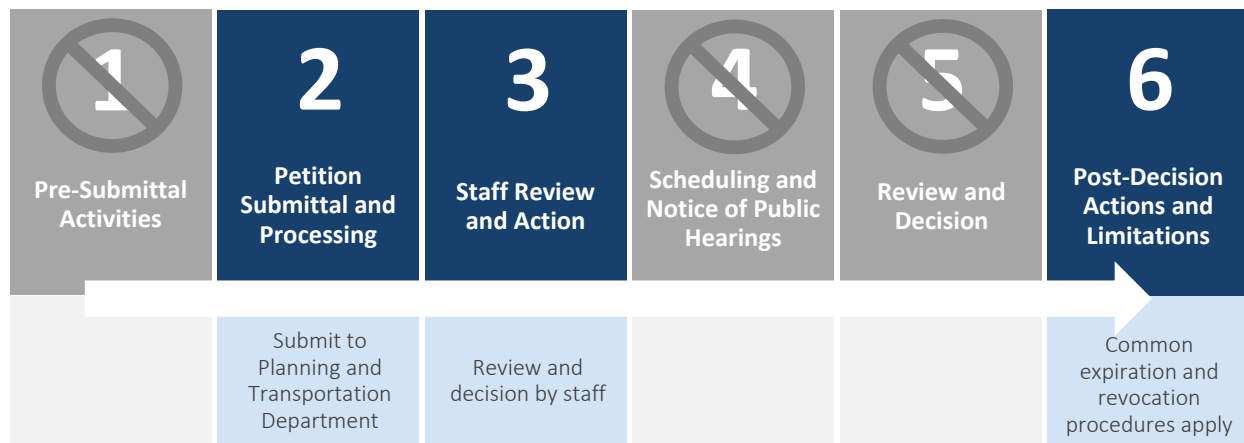 1
Pre-Submittal
Activities
2
Petition
Submittal and
Processing
Submit to
Planning and
Transportation
Department
3
Staff Review
and Action
Review and
decision by staff
4
Scheduling and
Notice of Public
Hearings
5
Review and
Decision
6
Post-Decision
Actions and
Limitations
Common
expiration and
revocation
procedures apply